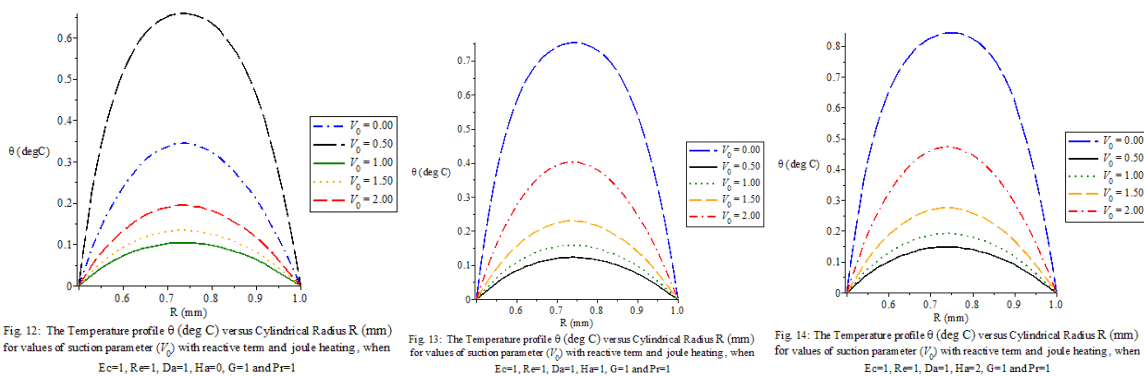 0.6
0.5
0.4
θ (degC)
0.3
0.2
0.1
0
0.6 0.7 0.8 0.9 1.0
R (mm)
V0 = 0.00
V0 = 0.50
V0 = 1.00
V0 = 1.50
V0 = 2.00
Fig. 12: The Temperature profile θ (deg C) versus Cylindrical Radius R (mm)
for values of suction parameter (V0) with reactive term and joule heating, when
Ec=1, Re=1, Da=1, Ha=0, G=1 and Pr=1
0.7
0.6
0.5
0.4
θ (deg C)
0.3
0.2
0.1
0
0.6 0.7 0.8 0.9 1.0
R (mm)
V0 = 0.00
V0 = 0.50
V0 = 1.00
V0 = 1.50
V0 = 2.00
Fig. 13: The Temperature profile θ (deg C) versus Cylindrical Radius R (mm)
for values of suction parameter (V0) with reactive term and joule heating, when
Ec=1, Re=1, Da=1, Ha=1, G=1 and Pr=1
0.8
0.7
0.6
0.5
0.4
θ (deg C)
0.3
0.2
0.1
0
0.6 0.7 0.8 0.9 1.0
R (mm)
V0 = 0.00
V0 = 0.50
V0 = 1.00
V0 = 1.50
V0 = 2.00
Fig. 14: The Temperature profile θ (deg C) versus Cylindrical Radius R (mm)
for values of suction parameter (V0) with reactive term and joule heating, when
Ec=1, Re=1, Da=1, Ha=2, G=1 and Pr=1